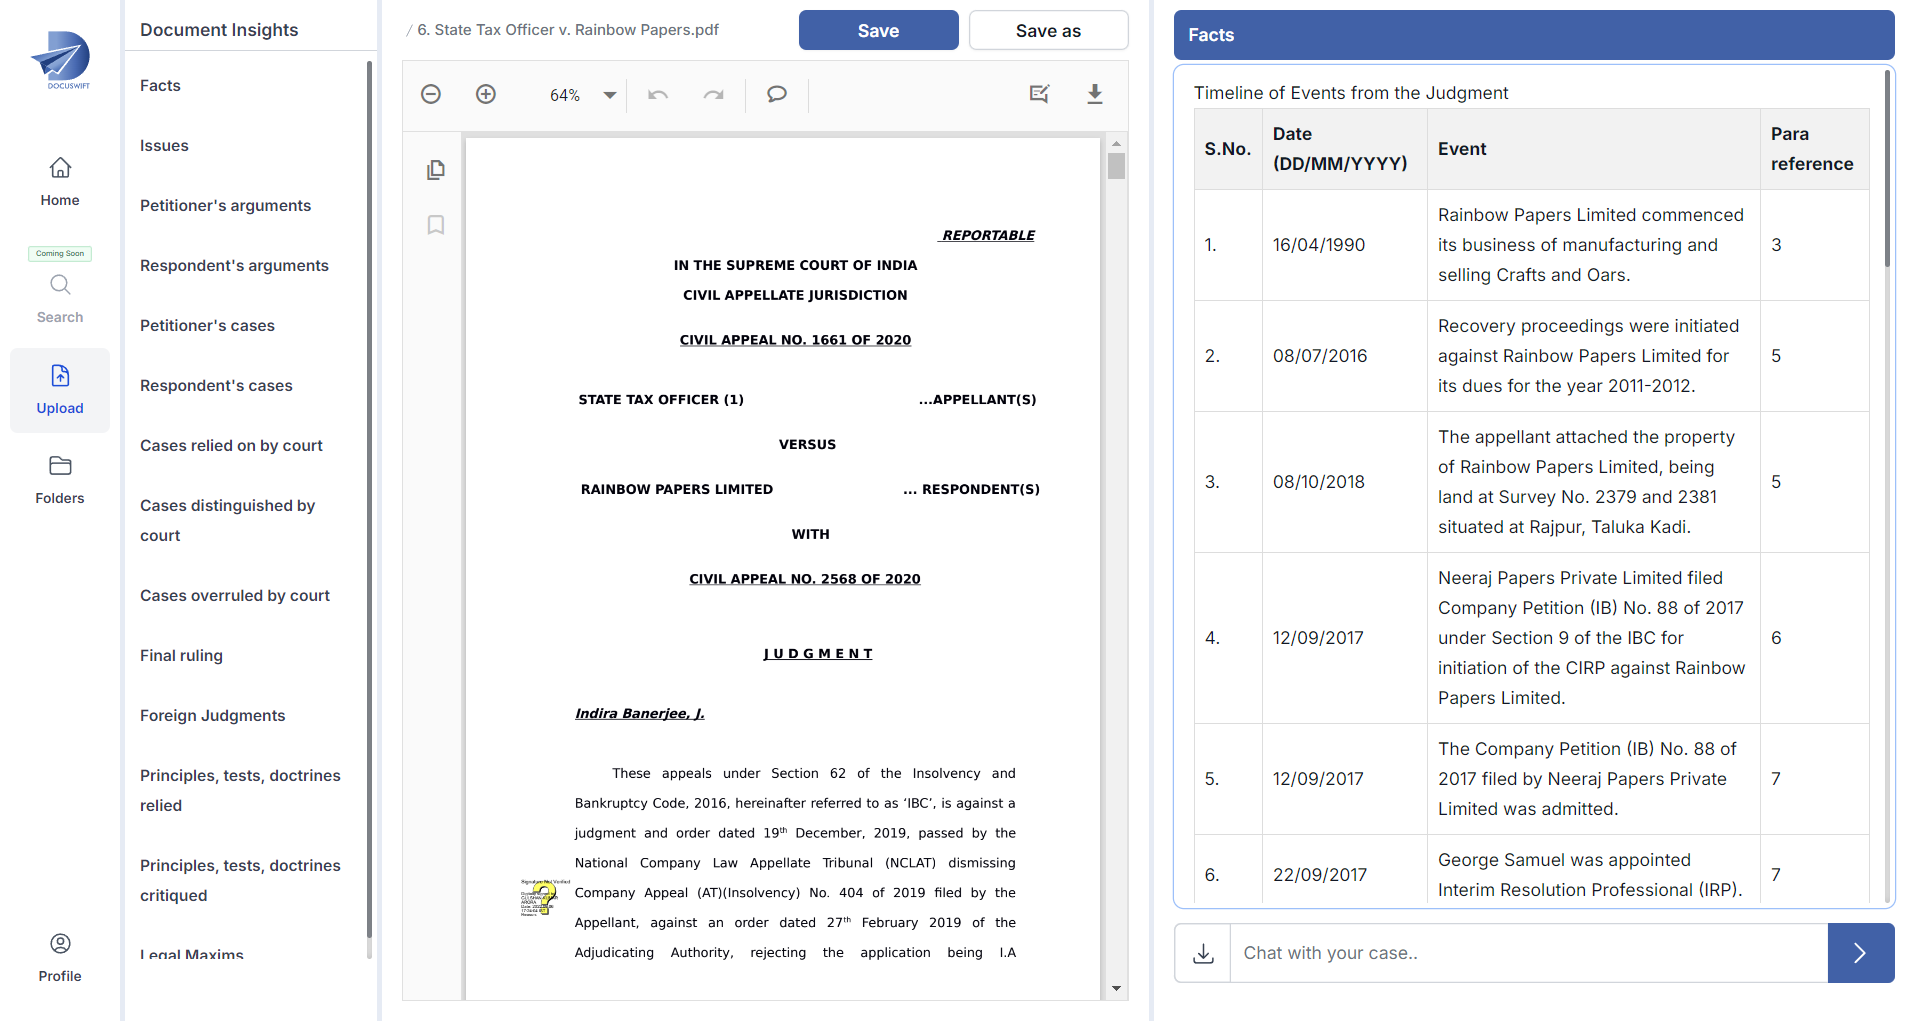 DOCUSWIFT
Home
Coming Soon
Search
Upload
Folders
Profile
Document Insights
Facts
Issues
Petitioner's arguments
Respondent's arguments
Petitioner's cases
Respondent's cases
Cases relied on by court
Cases distinguished by
court
Cases overruled by court
Final ruling
Foreign Judgments
Principles, tests, doctrines
relied
Principles, tests, doctrines
critiqued
Legal Maxims
/ 6. State Tax Officer v. Rainbow Papers.pdf
Save
Save as
64%
REPORTABLE
IN THE SUPREME COURT OF INDIA
CIVIL APPELLATE JURISDICTION
CIVIL APPEAL NO. 1661 OF 2020
STATE TAX OFFICER (1) ...APPELLANT(S)
VERSUS
RAINBOW PAPERS LIMITED ... RESPONDENT(S)
WITH
CIVIL APPEAL NO. 2568 OF 2020
J U D G M E N T
Indira Banerjee, J.
These appeals under Section 62 of the Insolvency and
Bankruptcy Code, 2016, hereinafter referred to as ‘IBC’, is against a
judgment and order dated 19th December, 2019, passed by the
National Company Law Appellate Tribunal (NCLAT) dismissing
Company Appeal (AT)(Insolvency) No. 404 of 2019 filed by the
Appellant, against an order dated 27th February 2019 of the
Adjudicating Authority, rejecting the application being I.A
Signature Not Verified
Facts
Timeline of Events from the Judgment
S.No. Date (DD/MM/YYYY) Event Para reference
1. 16/04/1990 Rainbow Papers Limited commenced
its business of manufacturing and
selling Crafts and Oars. 3
2. 08/07/2016 Recovery proceedings were initiated
against Rainbow Papers Limited for
its dues for the year 2011-2012. 5
3. 08/10/2018 The appellant attached the property
of Rainbow Papers Limited, being
land at Survey No. 2379 and 2381
situated at Rajpur, Taluka Kadi. 5
4. 12/09/2017 Neeraj Papers Private Limited filed
Company Petition (IB) No. 88 of 2017
under Section 9 of the IBC for
initiation of the CIRP against Rainbow
Papers Limited. 6
5. 12/09/2017 The Company Petition (IB) No. 88 of
2017 filed by Neeraj Papers Private
Limited was admitted. 7
6. 22/09/2017 George Samuel was appointed
Interim Resolution Professional (IRP). 7
Chat with your case..